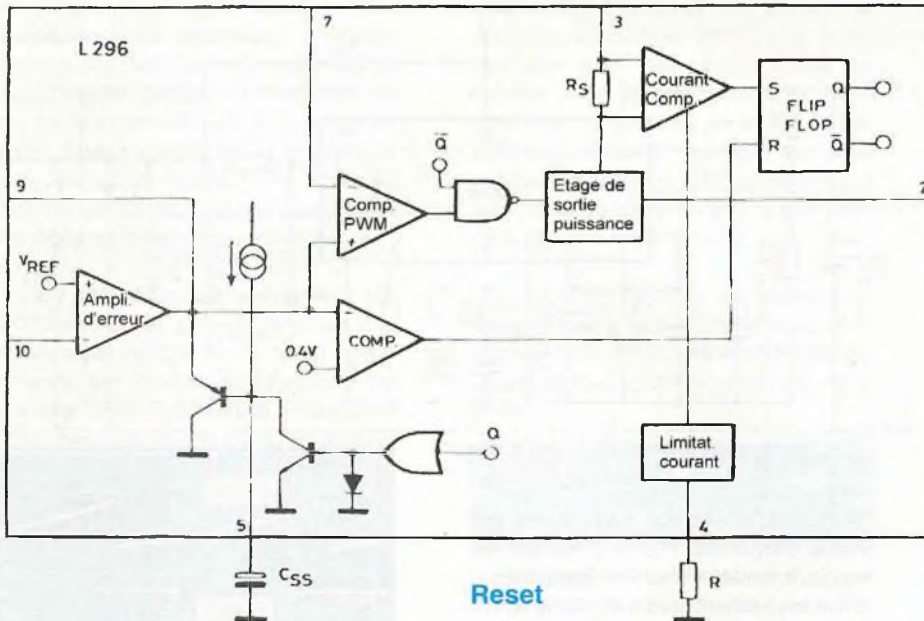 7
3
L 296
RS
Courant
Comp.
S
Q
FLIP
FLOP
R
Q̅
Q̅
9
Comp.
PWM
Etage de
sortie
puissance
2
VREF
+
Ampli.
d'erreur
-
10
-
+
-
COMP.
0.4V
Q
Limitat.
courant
5
4
CSS
R
Reset